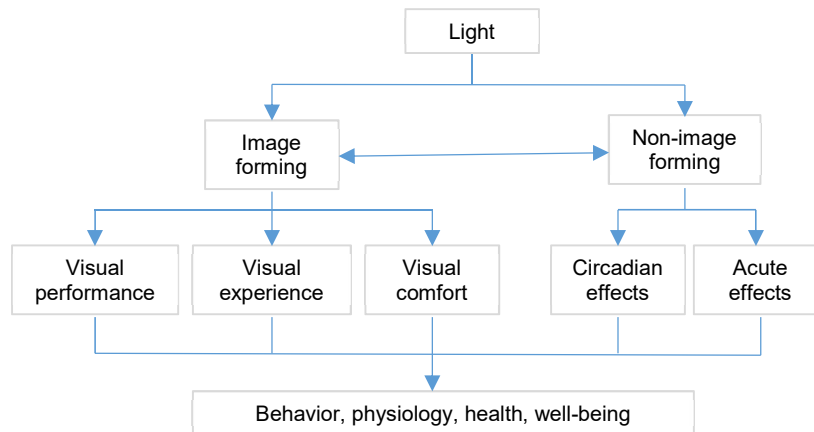 Light
Image
forming
Non-image
forming
Visual
performance
Visual
experience
Visual
comfort
Circadian
effects
Acute
effects
Behavior, physiology, health, well-being